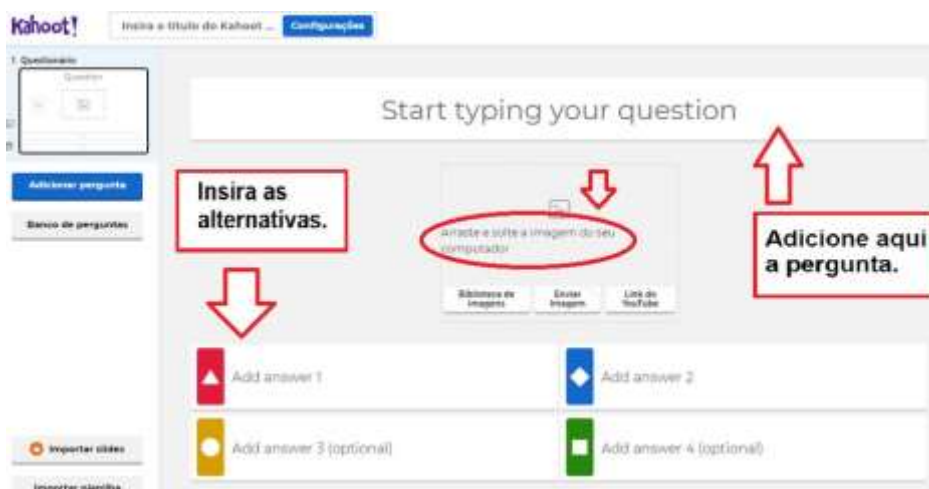 Kahoot!
Insira o título do Kahoot ...
Configurações
1 Questionário
Question
Start typing your question
Adicionar pergunta
Banco de perguntas
Insira as
alternativas.
Arraste e solte a imagem do seu
computador
Adicione aqui
a pergunta.
Biblioteca de
imagens
Enviar
imagem
Link do
YouTube
Add answer 1
Add answer 2
Add answer 3 (optional)
Add answer 4 (optional)
Importar slides
Importar planilha